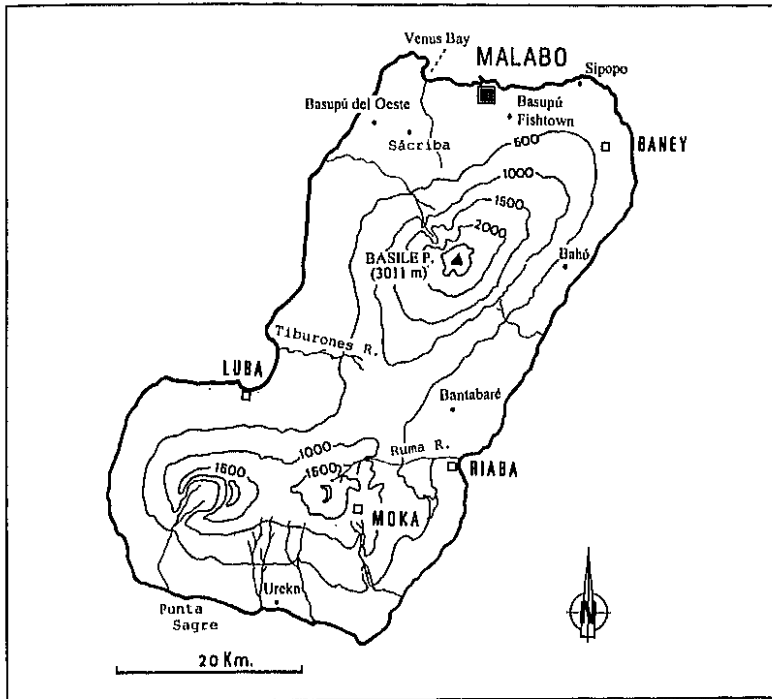 Venus Bay
MALABO
Sipopo
Basupú del Oeste
Basupú
Fishtown
Sácriba
BANEY
600
1000
1500
2000
BASILE P.
(3011 m)
Bahó
Tiburones R.
LUBA
Bantabaré
1000
Ruma R.
1600
1500
RIABA
MOKA
Punta
Sagre
N
20 Km.